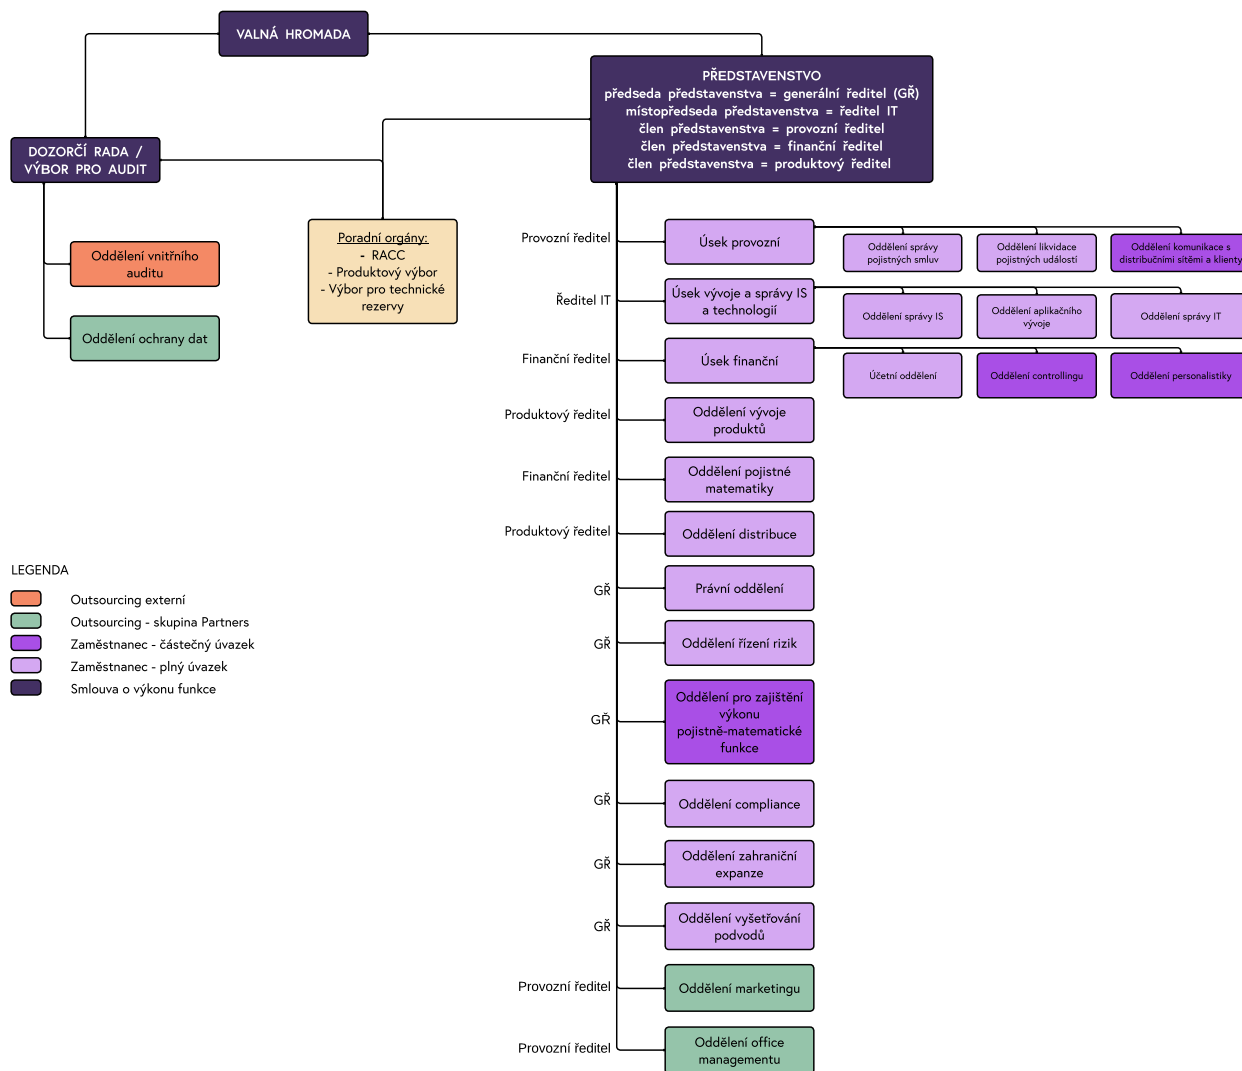 VALNÁ HROMADA
PŘEDSTAVENSTVO
předseda představenstva = generální ředitel (GŘ)
místopředseda představenstva = ředitel IT
člen představenstva = provozní ředitel
člen představenstva = finanční ředitel
člen představenstva = produktový ředitel
DOZORČÍ RADA /
VÝBOR PRO AUDIT
Oddělení vnitřního
auditu
Oddělení ochrany dat
Poradní orgány:
- RACC
- Produktový výbor
- Výbor pro technické
rezervy
Provozní ředitel
Úsek provozní
Oddělení správy
pojistných smluv
Oddělení likvidace
pojistných událostí
Oddělení komunikace s
distribučními sítěmi a klienty
Ředitel IT
Úsek vývoje a správy IS
a technologií
Oddělení správy IS
Oddělení aplikačního
vývoje
Oddělení správy IT
Finanční ředitel
Úsek finanční
Účetní oddělení
Oddělení controllingu
Oddělení personalistiky
Produktový ředitel
Oddělení vývoje
produktů
Finanční ředitel
Oddělení pojistné
matematiky
Produktový ředitel
Oddělení distribuce
GŘ
Právní oddělení
GŘ
Oddělení řízení rizik
GŘ
Oddělení pro zajištění
výkonu
pojistně-matematické
funkce
GŘ
Oddělení compliance
GŘ
Oddělení zahraniční
expanze
GŘ
Oddělení vyšetřování
podvodů
Provozní ředitel
Oddělení marketingu
Provozní ředitel
Oddělení office
managementu
LEGENDA
Outsourcing externí
Outsourcing - skupina Partners
Zaměstnanec - částečný úvazek
Zaměstnanec - plný úvazek
Smlouva o výkonu funkce